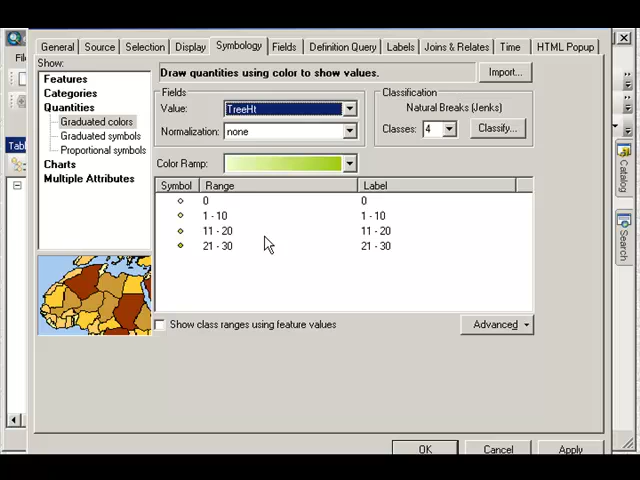 General Source Selection Display Symbology Fields Definition Query Labels Joins & Relates Time HTML Popup
Show:
Features
Categories
Quantities
Graduated colors
Graduated symbols
Proportional symbols
Charts
Multiple Attributes
Draw quantities using color to show values.
Import...
Fields
Value: TreeHt
Normalization: none
Classification
Natural Breaks (Jenks)
Classes: 4 Classify...
Color Ramp:
Symbol Range Label
0 0
1 - 10 1 - 10
11 - 20 11 - 20
21 - 30 21 - 30
Show class ranges using feature values
Advanced
OK Cancel Apply
Catalog
Search